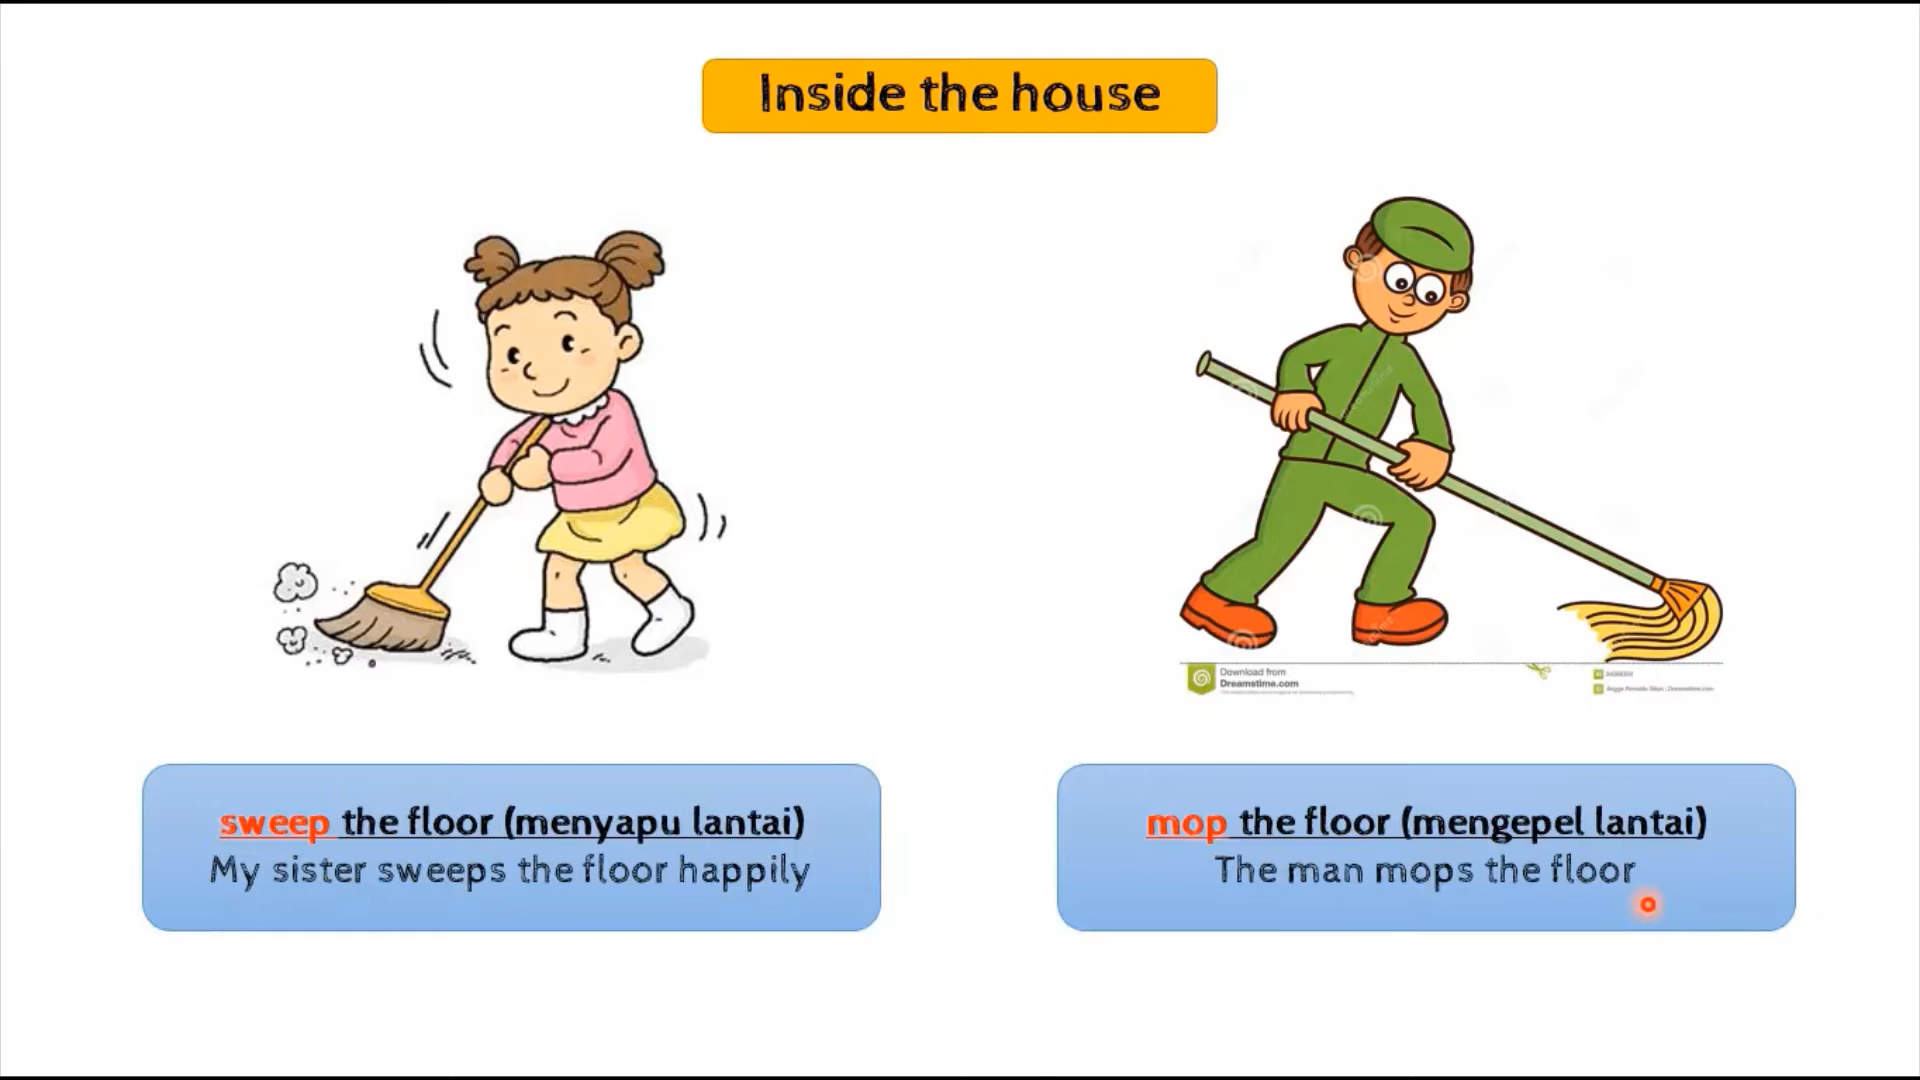 Inside the house
Download from
Dreamstime.com
sweep the floor (menyapu lantai)
My sister sweeps the floor happily
mop the floor (mengepel lantai)
The man mops the floor